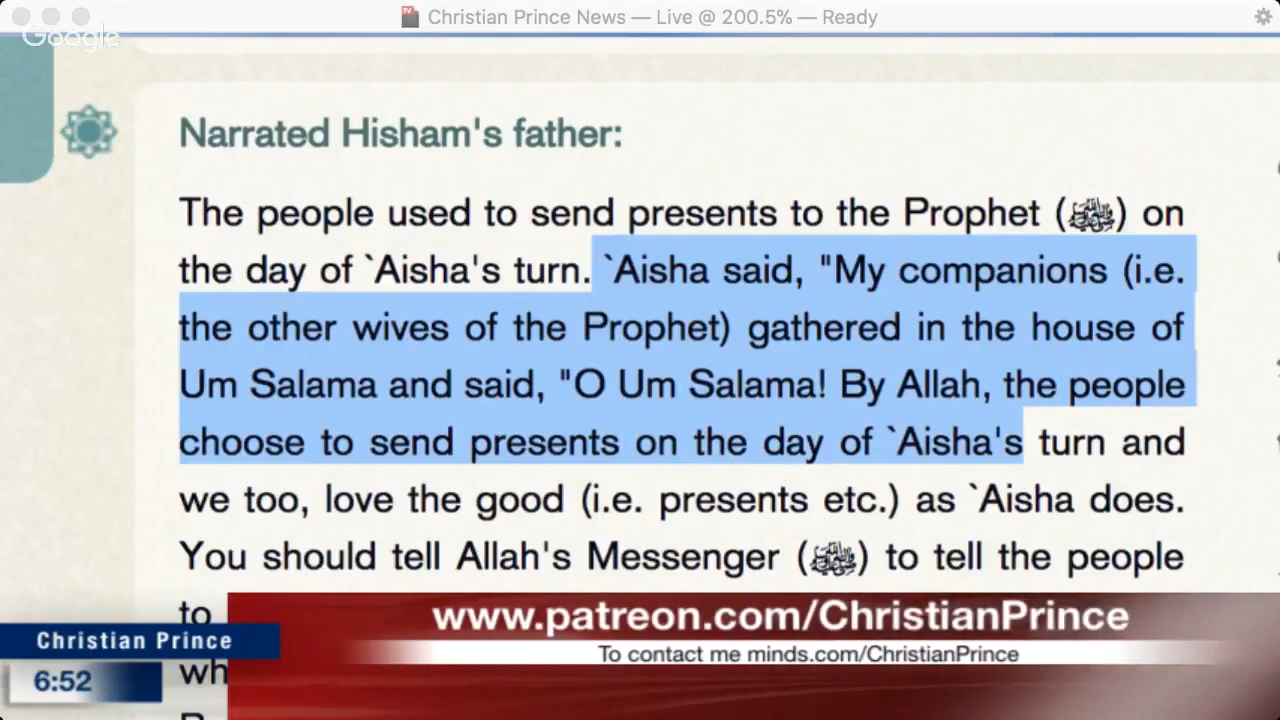 Christian Prince News — Live @ 200.5% — Ready
Google
Narrated Hisham's father:
The people used to send presents to the Prophet (ﷺ) on
the day of `Aisha's turn. `Aisha said, "My companions (i.e.
the other wives of the Prophet) gathered in the house of
Um Salama and said, "O Um Salama! By Allah, the people
choose to send presents on the day of `Aisha's turn and
we too, love the good (i.e. presents etc.) as `Aisha does.
You should tell Allah's Messenger (ﷺ) to tell the people
to
www.patreon.com/ChristianPrince
Christian Prince
To contact me minds.com/ChristianPrince
6:52